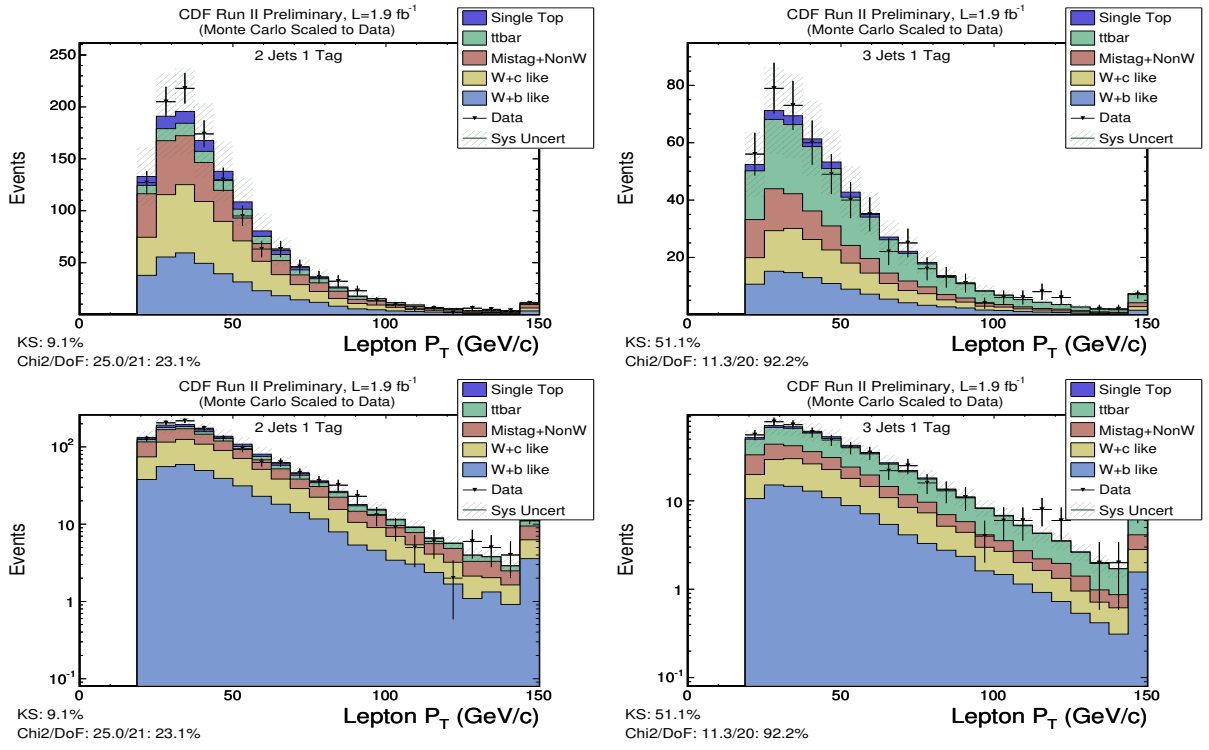 CDF Run II Preliminary, L=1.9 fb⁻¹
(Monte Carlo Scaled to Data)
2 Jets 1 Tag
Single Top
ttbar
Mistag+NonW
W+c like
W+b like
Data
Sys Uncert
Events
250
200
150
100
50
0
50
100
150
Lepton P_T (GeV/c)
KS: 9.1%
Chi2/DoF: 25.0/21: 23.1%
CDF Run II Preliminary, L=1.9 fb⁻¹
(Monte Carlo Scaled to Data)
3 Jets 1 Tag
Single Top
ttbar
Mistag+NonW
W+c like
W+b like
Data
Sys Uncert
Events
80
60
40
20
0
50
100
150
Lepton P_T (GeV/c)
KS: 51.1%
Chi2/DoF: 11.3/20: 92.2%
CDF Run II Preliminary, L=1.9 fb⁻¹
(Monte Carlo Scaled to Data)
2 Jets 1 Tag
Single Top
ttbar
Mistag+NonW
W+c like
W+b like
Data
Sys Uncert
Events
10²
10
1
10⁻¹
0
50
100
150
Lepton P_T (GeV/c)
KS: 9.1%
Chi2/DoF: 25.0/21: 23.1%
CDF Run II Preliminary, L=1.9 fb⁻¹
(Monte Carlo Scaled to Data)
3 Jets 1 Tag
Single Top
ttbar
Mistag+NonW
W+c like
W+b like
Data
Sys Uncert
Events
10
1
10⁻¹
0
50
100
150
Lepton P_T (GeV/c)
KS: 51.1%
Chi2/DoF: 11.3/20: 92.2%